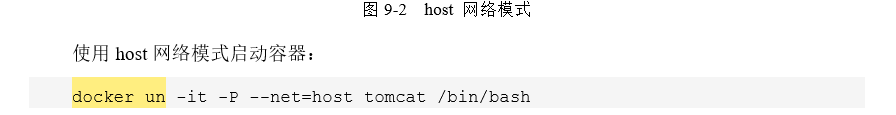 图 9-2 host 网络模式
使用 host 网络模式启动容器：
docker un -it -P --net=host tomcat /bin/bash